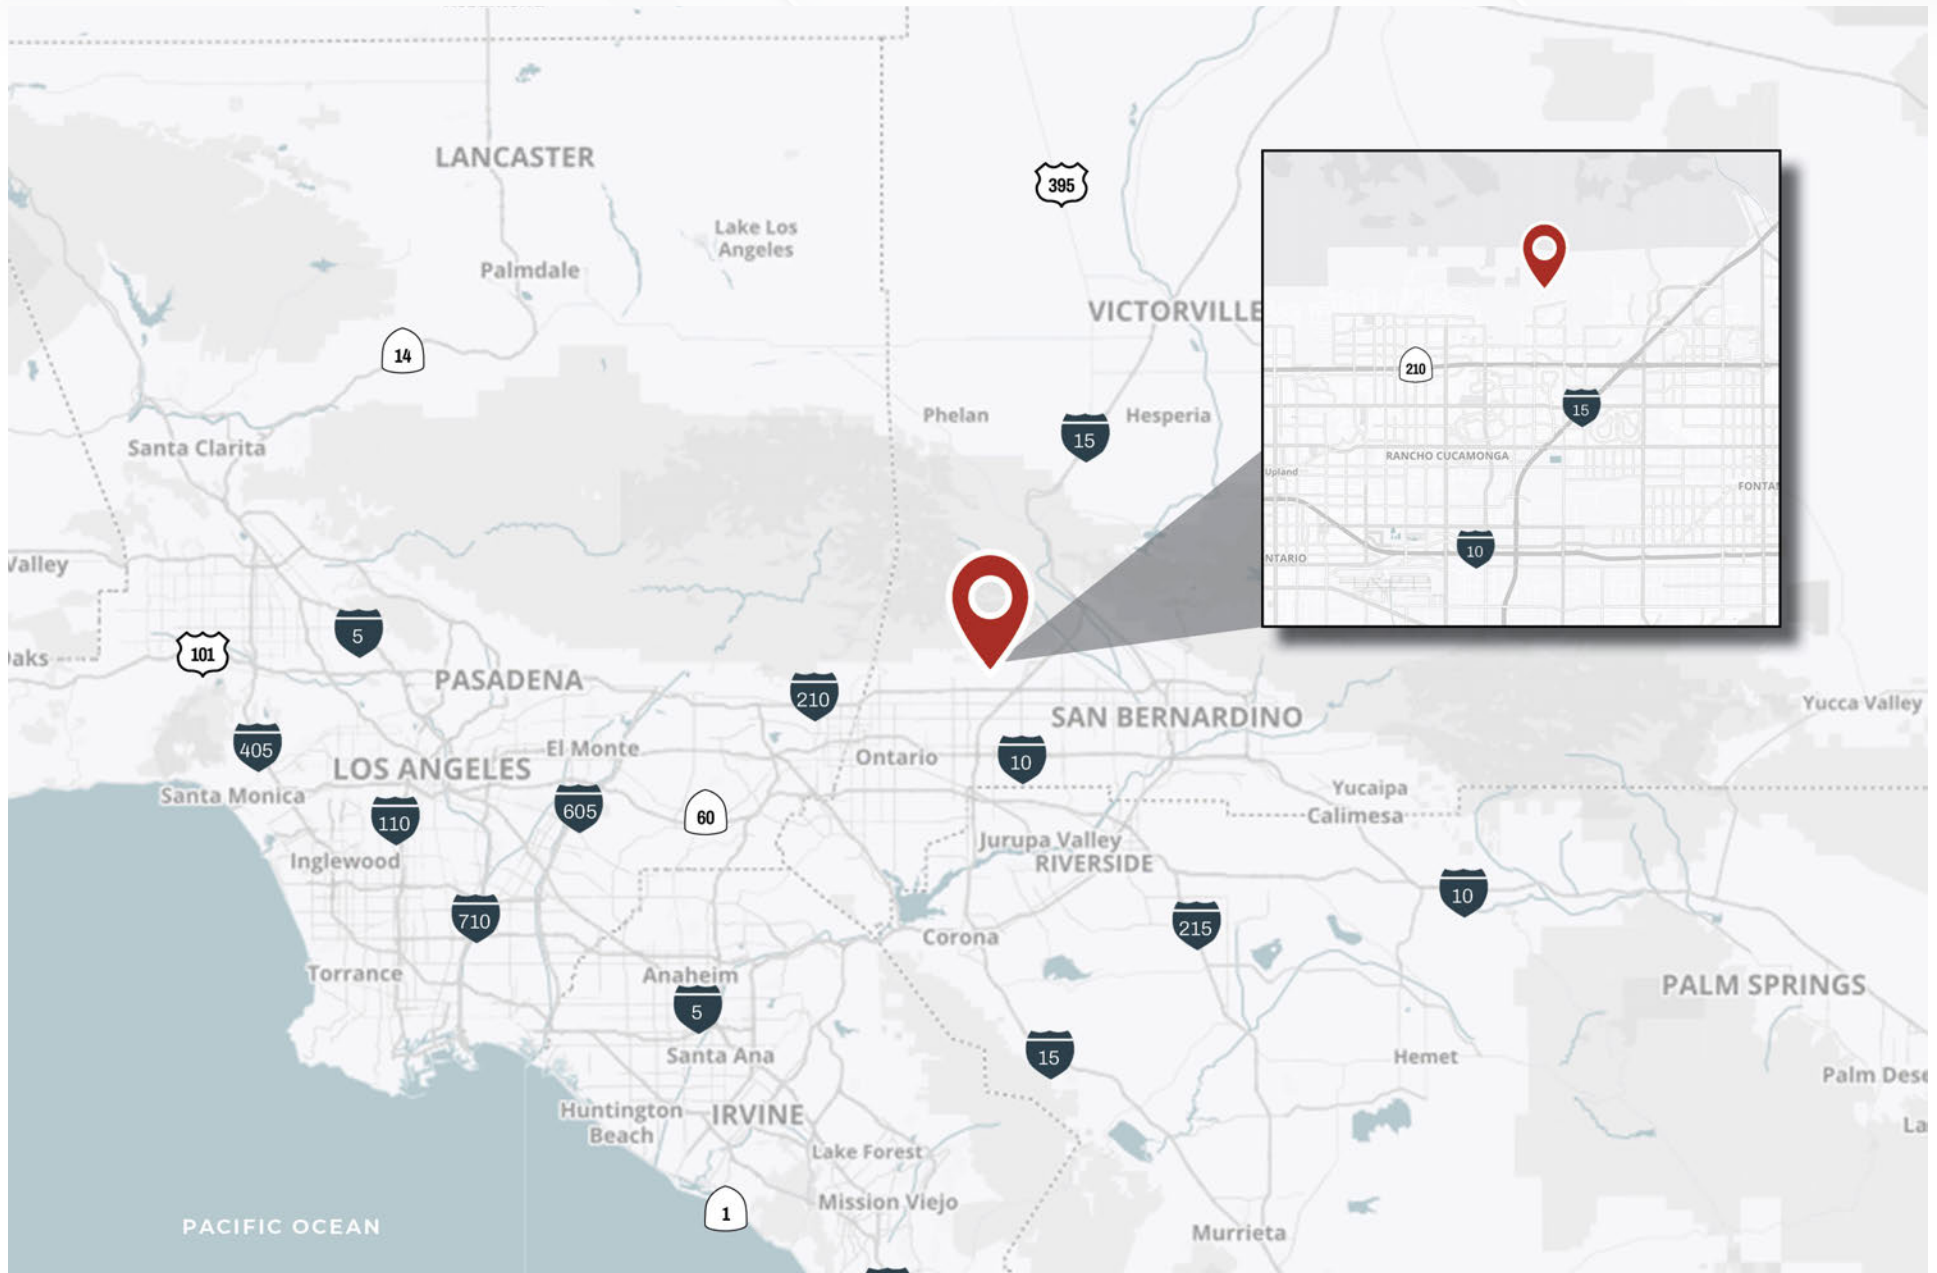 LANCASTER
395
Lake Los
Angeles
Palmdale
VICTORVILLE
14
Phelan
15
Hesperia
Santa Clarita
210
15
RANCHO CUCAMONGA
Upland
FONTA
10
NTARIO
Valley
5
101
aks
PASADENA
210
SAN BERNARDINO
Yucca Valley
405
El Monte
Ontario
10
LOS ANGELES
Santa Monica
Yucaipa
110
605
60
Calimesa
Inglewood
Jurupa Valley
RIVERSIDE
10
710
215
Corona
Torrance
Anaheim
PALM SPRINGS
5
15
Santa Ana
Hemet
Palm Dese
Huntington
Beach
IRVINE
La
Lake Forest
Mission Viejo
1
PACIFIC OCEAN
Murrieta